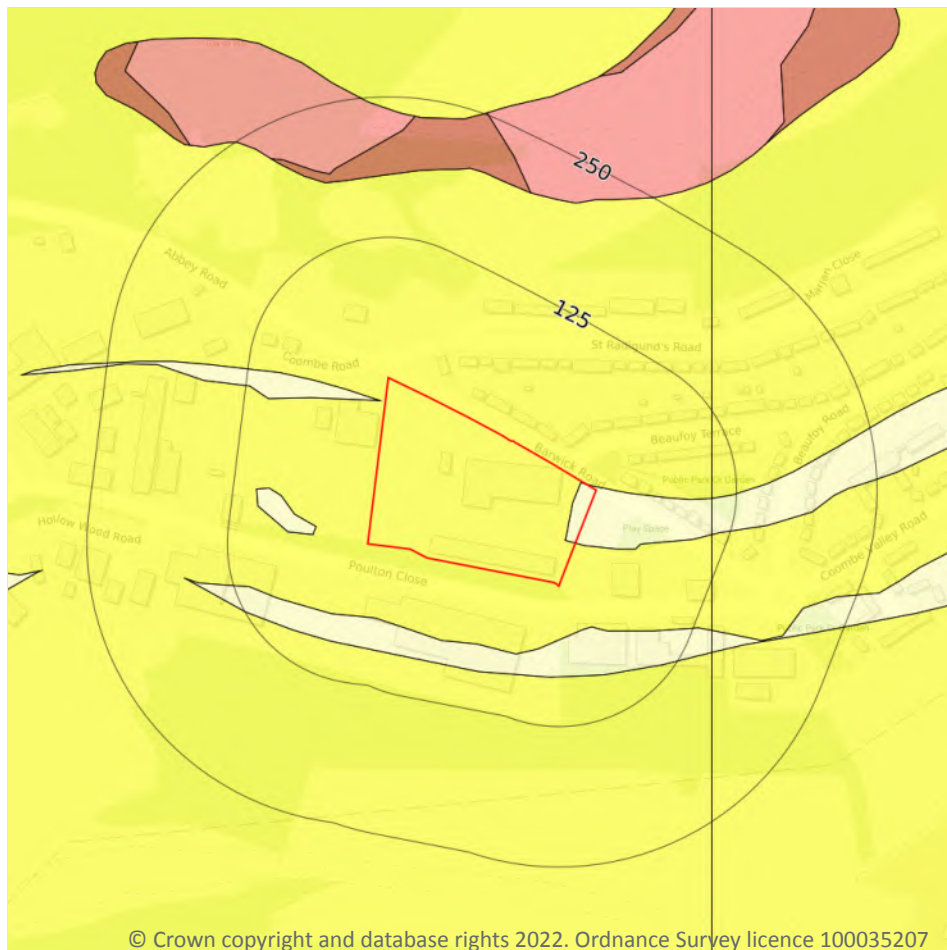 250
Abbey Road
Marjan Close
125
St Radigund's Road
Coombe Road
Beaufoy Road
Beaufoy Terrace
Barwick Road
Public Park Or Garden
Play Space
Hollow Wood Road
Coombe Valley Road
Poulton Close
© Crown copyright and database rights 2022. Ordnance Survey licence 100035207